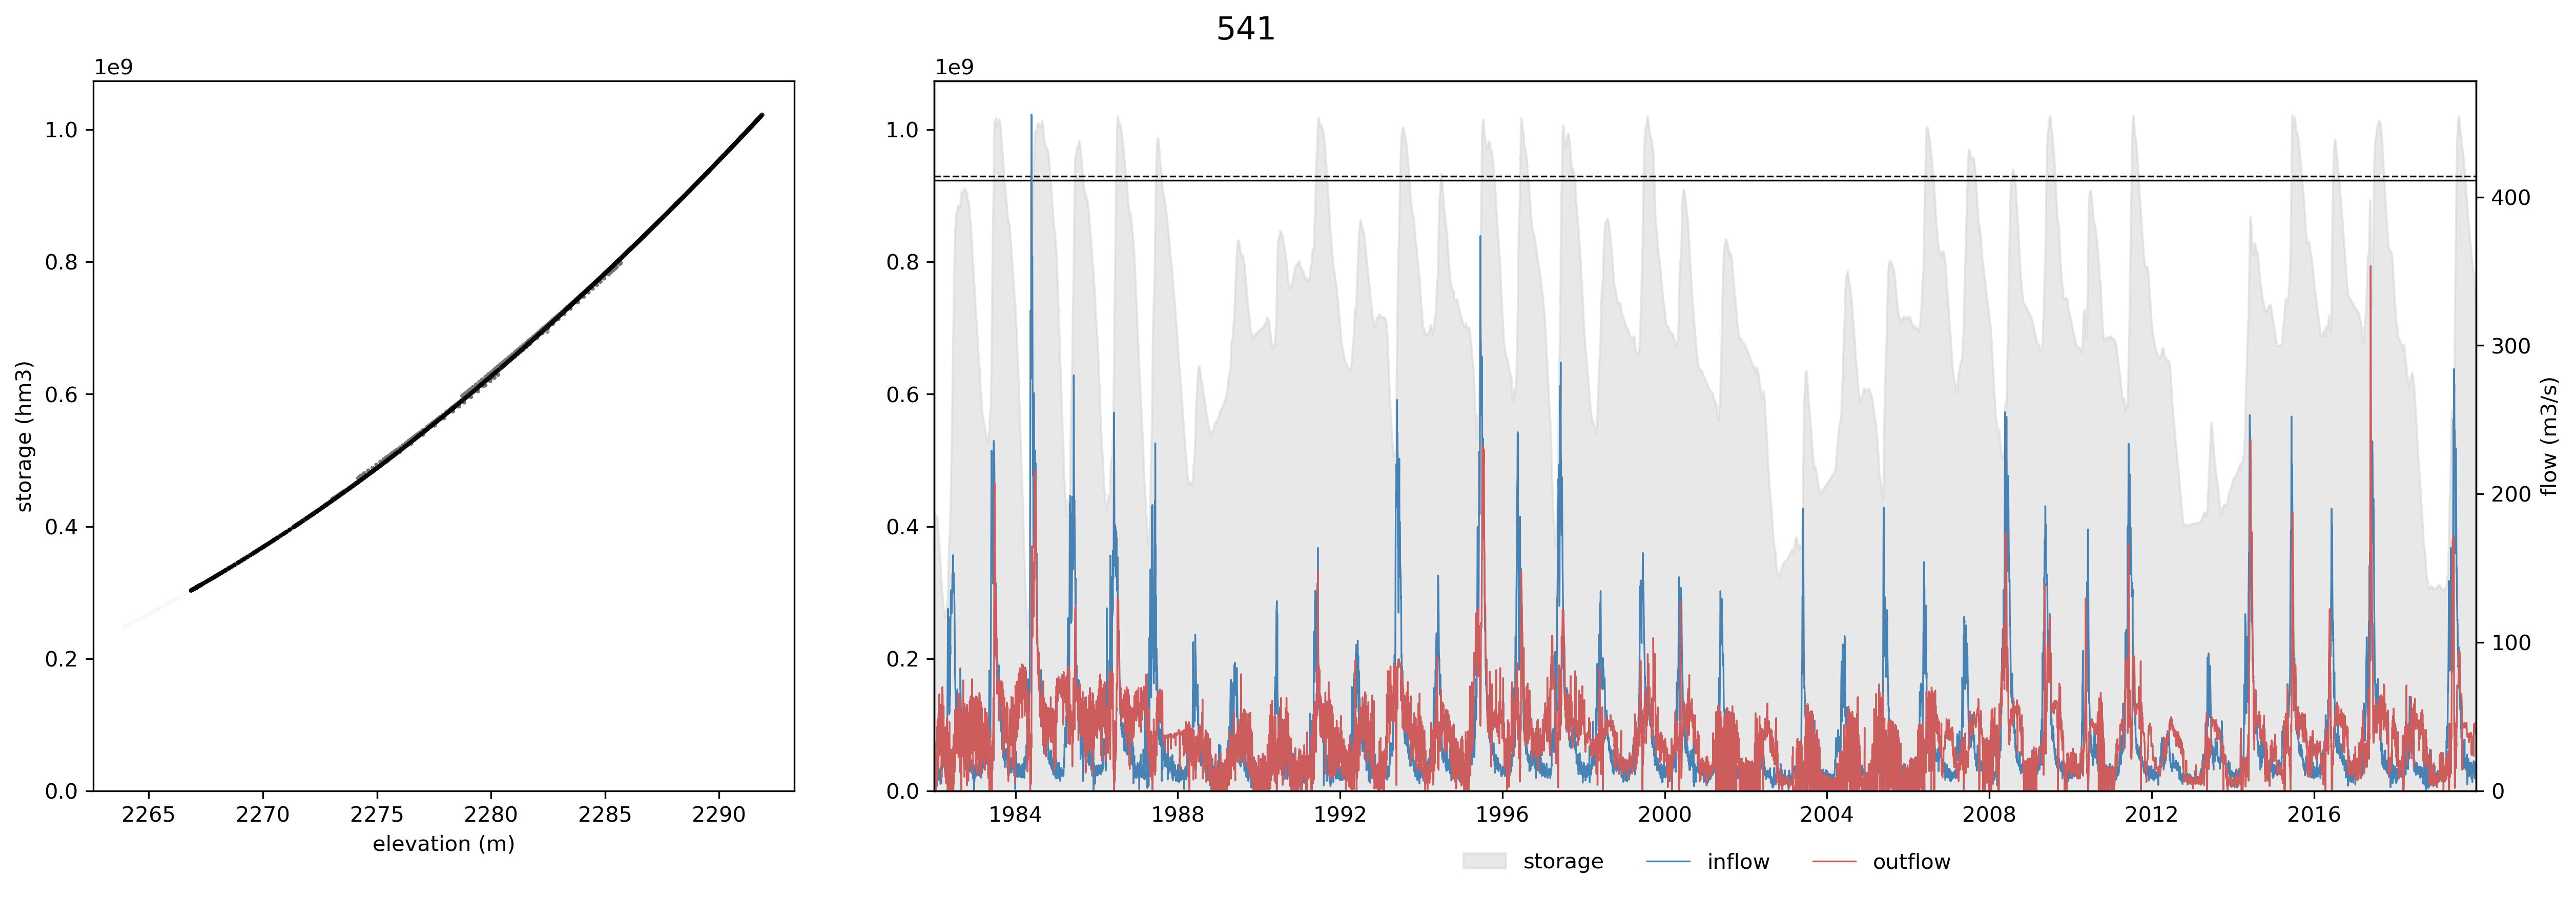 541
1e9
1.0
0.8
0.6
0.4
0.2
0.0
storage (hm3)
2265 2270 2275 2280 2285 2290
elevation (m)
1e9
1.0
0.8
0.6
0.4
0.2
0.0
400
300
200
100
0
flow (m3/s)
1984 1988 1992 1996 2000 2004 2008 2012 2016
storage inflow outflow